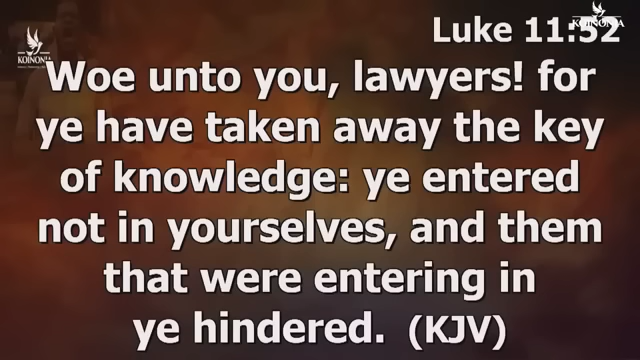 Luke 11:52
KOINONIA
KOINONIA
Woe unto you, lawyers! for
ye have taken away the key
of knowledge: ye entered
not in yourselves, and them
that were entering in
ye hindered. (KJV)